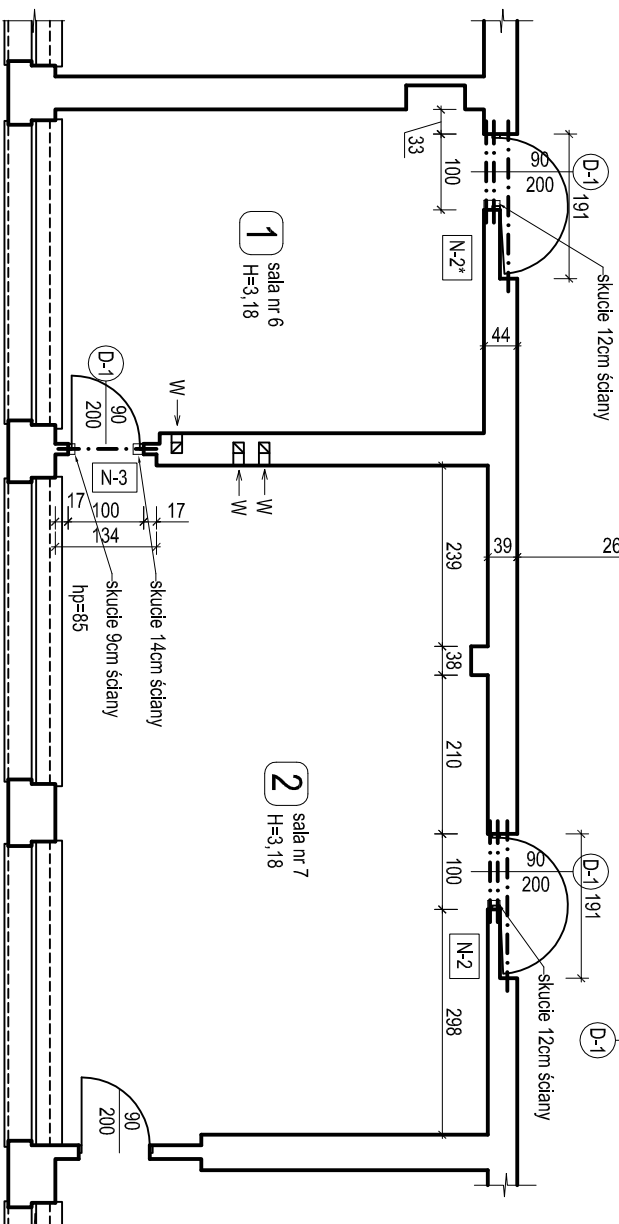 D-1
90
200
191
skucie 12cm ściany
33
100
N-2*
44
1
sala nr 6
H=3,18
D-1
90
200
W
W
W
N-3
17
100
17
134
skucie 14cm ściany
skucie 9cm ściany
hp=85
239
39
26
38
210
2
sala nr 7
H=3,18
100
90
200
D-1
191
N-2
skucie 12cm ściany
D-1
298
90
200